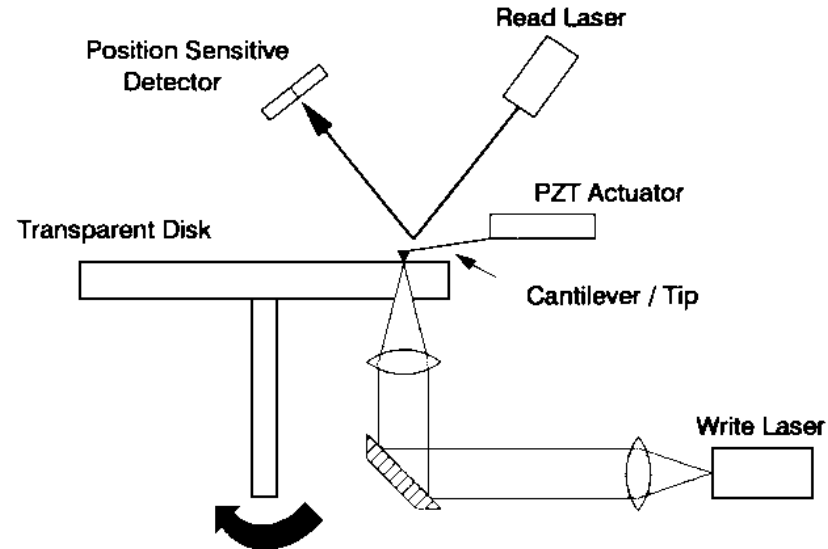 Read Laser
Position Sensitive
Detector
PZT Actuator
Transparent Disk
Cantilever / Tip
Write Laser